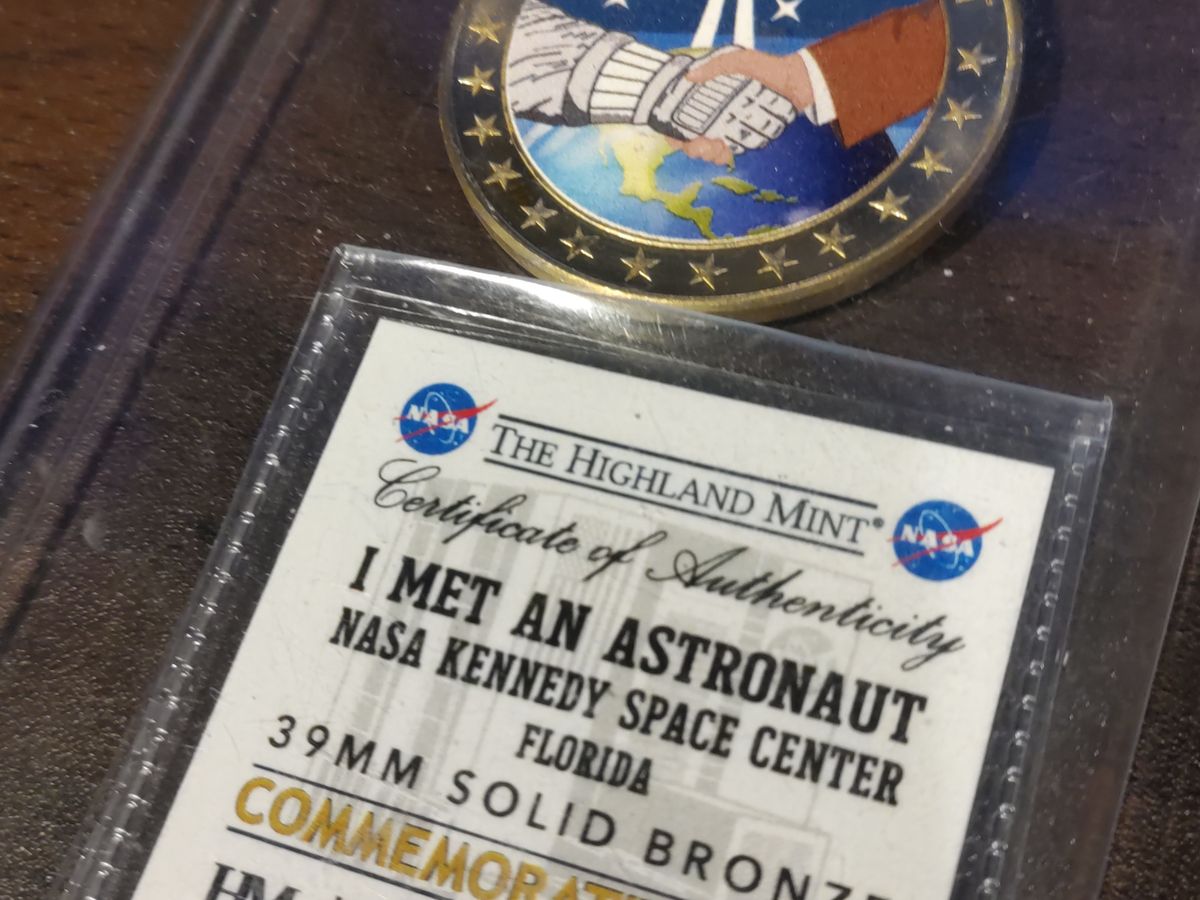 NASA
THE HIGHLAND MINT®
NASA
Certificate of Authenticity
I MET AN ASTRONAUT
NASA KENNEDY SPACE CENTER
FLORIDA
39MM SOLID BRONZE
HM